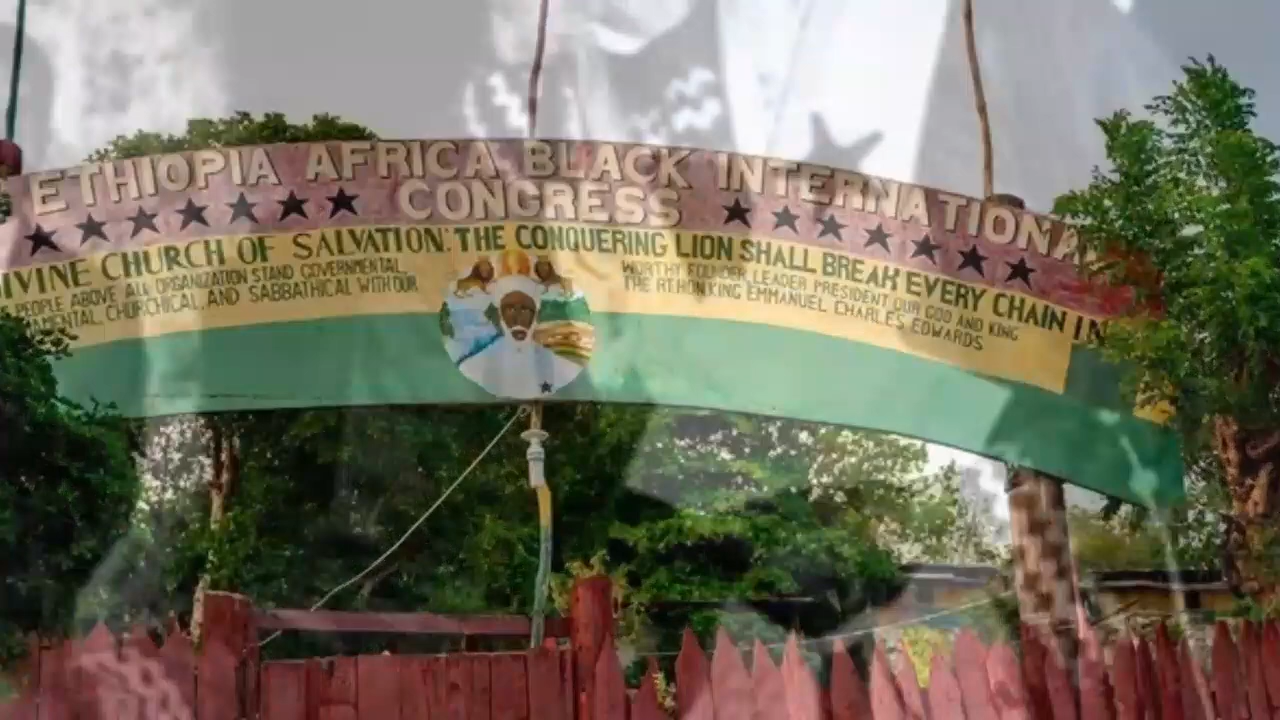 ETHIOPIA AFRICA BLACK INTERNATIONAL
CONGRESS
DIVINE CHURCH OF SALVATION: THE CONQUERING LION SHALL BREAK EVERY CHAIN IN
PEOPLE ABOVE ALL ORGANIZATION STAND GOVERNMENTAL,
CHURCHICAL, AND SABBATHICAL WITH OUR
WORTHY FOUNDER LEADER PRESIDENT OUR GOD AND KING
THE RT HON KING EMMANUEL CHARLES EDWARDS